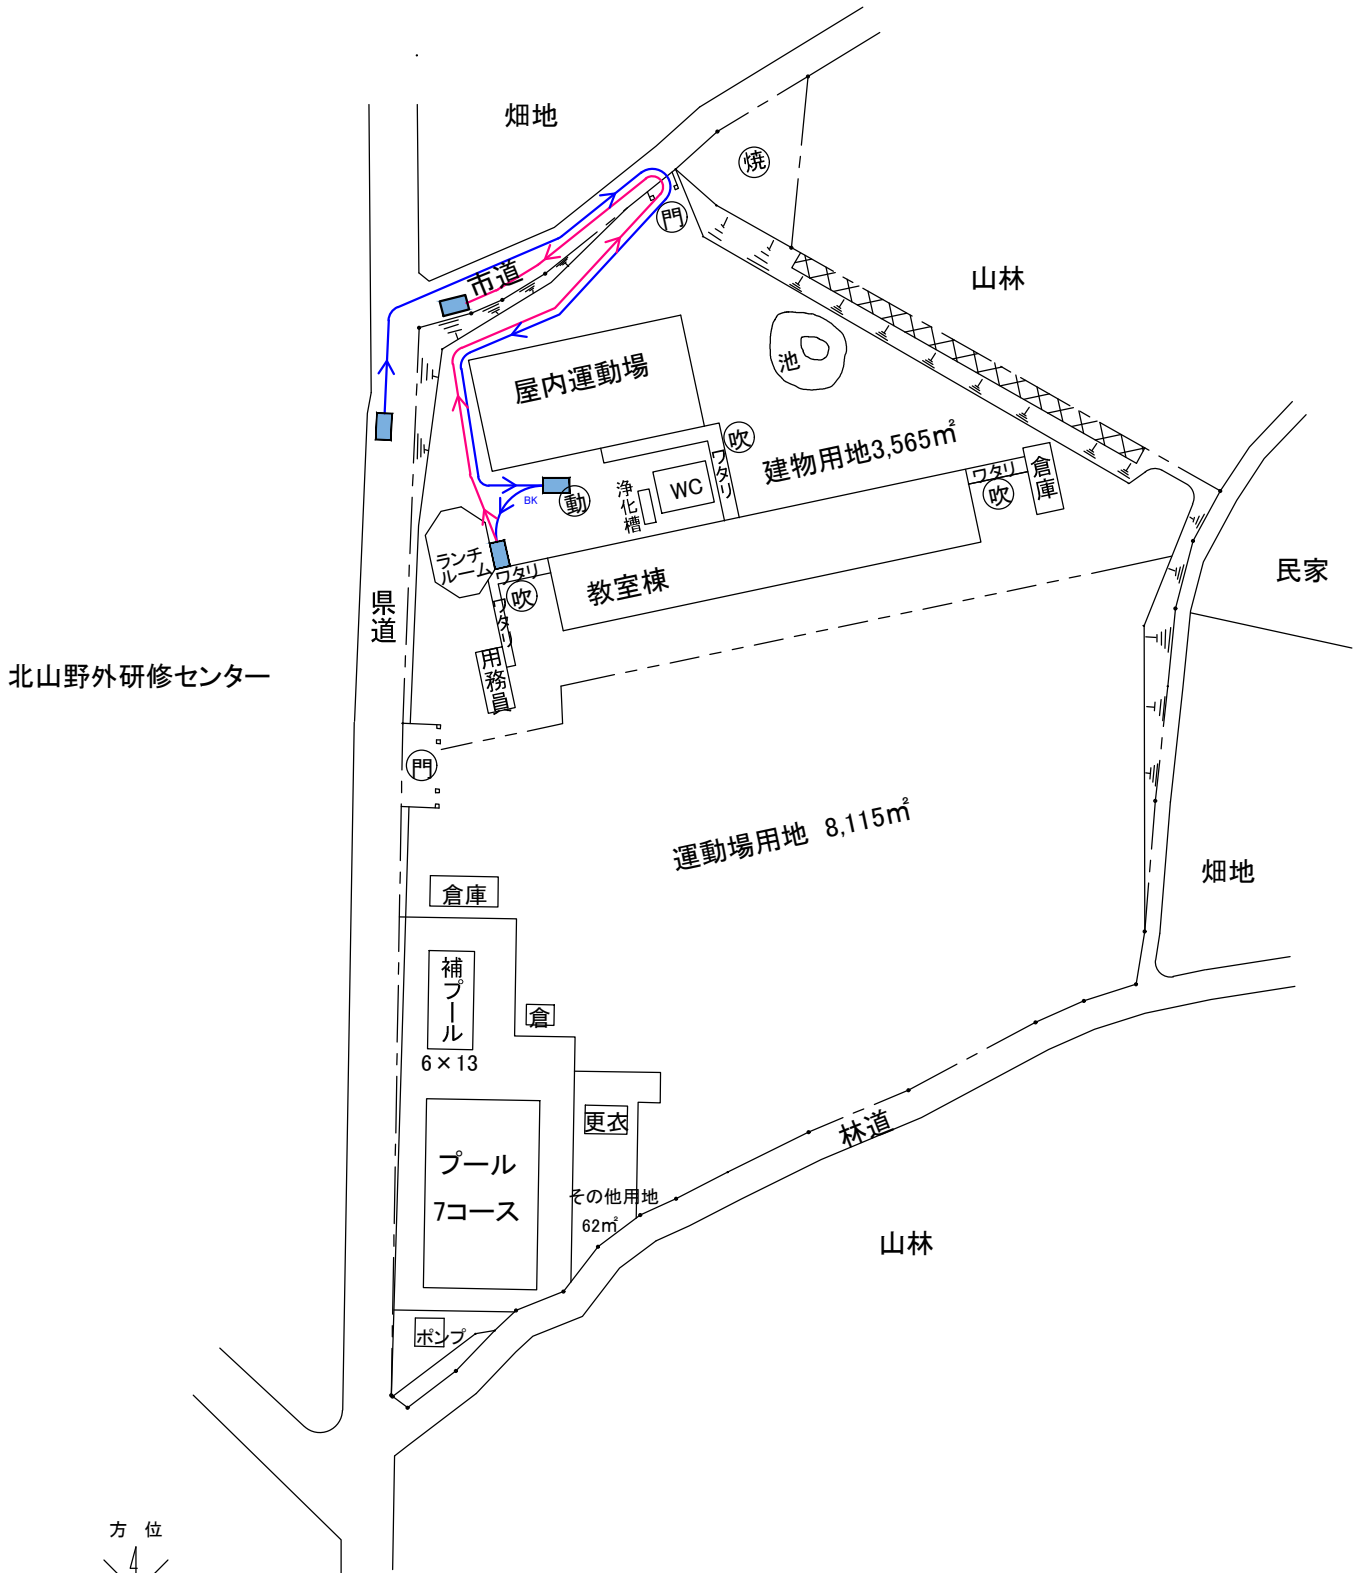 畑地
焼
門
市道
山林
池
屋内運動場
吹
建物用地3,565㎡
ワタリ
倉庫
ワタリ
吹
WC
浄化槽
動
BK
ランチ
ルーム
ワタリ
吹
ワタリ
教室棟
民家
県道
用務員
北山野外研修センター
門
運動場用地 8,115㎡
畑地
倉庫
補プール
6×13
倉
更衣
林道
プール
7コース
その他用地
62㎡
山林
ポンプ
方 位
4